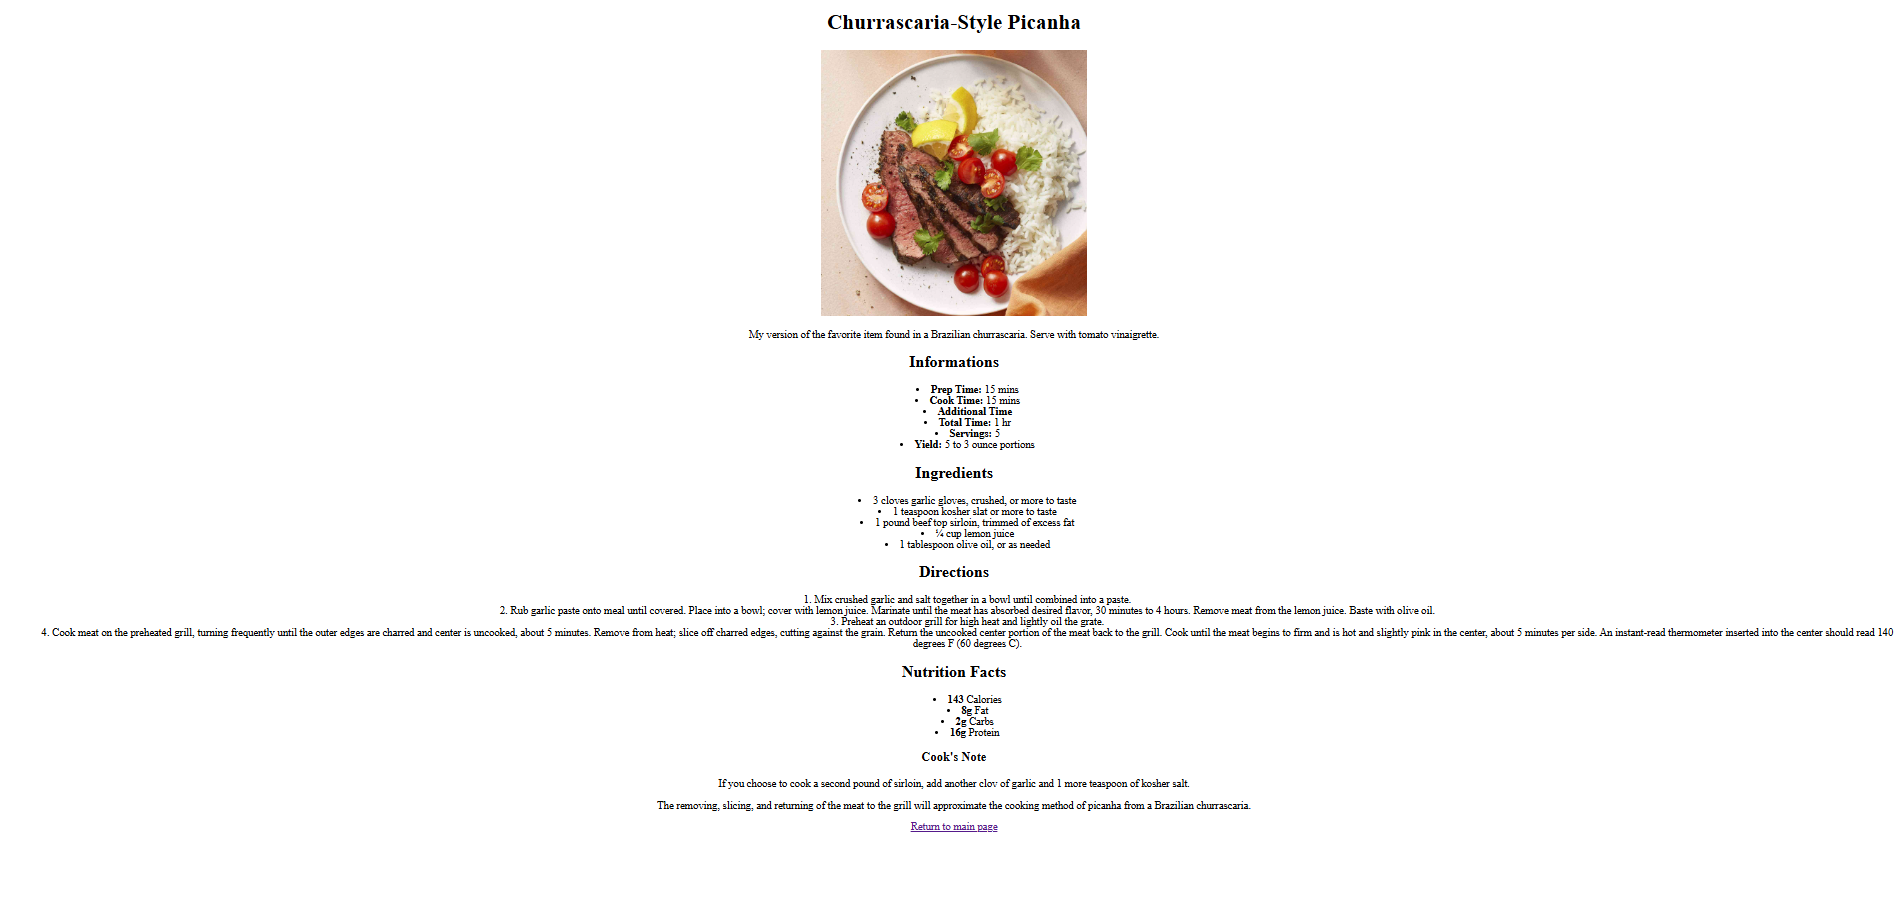 Churrascaria-Style Picanha
My version of the favorite item found in a Brazilian churrascaria. Serve with tomato vinaigrette.
Informations
• Prep Time: 15 mins
• Cook Time: 15 mins
• Additional Time
• Total Time: 1 hr
• Servings: 5
• Yield: 5 to 3 ounce portions
Ingredients
• 3 cloves garlic gloves, crushed, or more to taste
• 1 teaspoon kosher slat or more to taste
• 1 pound beef top sirloin, trimmed of excess fat
• ¼ cup lemon juice
• 1 tablespoon olive oil, or as needed
Directions
1. Mix crushed garlic and salt together in a bowl until combined into a paste.
2. Rub garlic paste onto meal until covered. Place into a bowl; cover with lemon juice. Marinate until the meat has absorbed desired flavor, 30 minutes to 4 hours. Remove meat from the lemon juice. Baste with olive oil.
3. Preheat an outdoor grill for high heat and lightly oil the grate.
4. Cook meat on the preheated grill, turning frequently until the outer edges are charred and center is uncooked, about 5 minutes. Remove from heat; slice off charred edges, cutting against the grain. Return the uncooked center portion of the meat back to the grill. Cook until the meat begins to firm and is hot and slightly pink in the center, about 5 minutes per side. An instant-read thermometer inserted into the center should read 140
degrees F (60 degrees C).
Nutrition Facts
• 143 Calories
• 8g Fat
• 2g Carbs
• 16g Protein
Cook's Note
If you choose to cook a second pound of sirloin, add another clov of garlic and 1 more teaspoon of kosher salt.
The removing, slicing, and returning of the meat to the grill will approximate the cooking method of picanha from a Brazilian churrascaria.
Return to main page